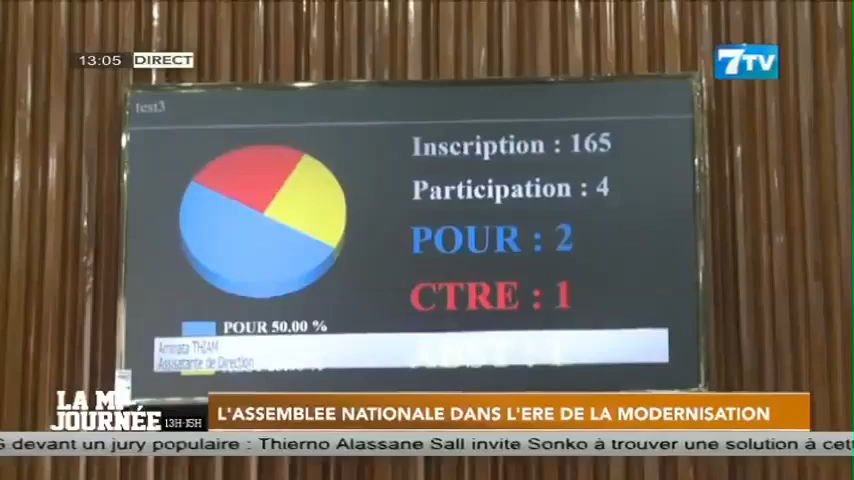 13:05 DIRECT
7TV
test3
Inscription : 165
Participation : 4
POUR : 2
CTRE : 1
POUR 50.00 %
Aminata THIAM
Assisatante de Direction
LA MI
JOURNÉE 13H-15H
L'ASSEMBLEE NATIONALE DANS L'ERE DE LA MODERNISATION
devant un jury populaire : Thierno Alassane Sall invite Sonko à trouver une solution à